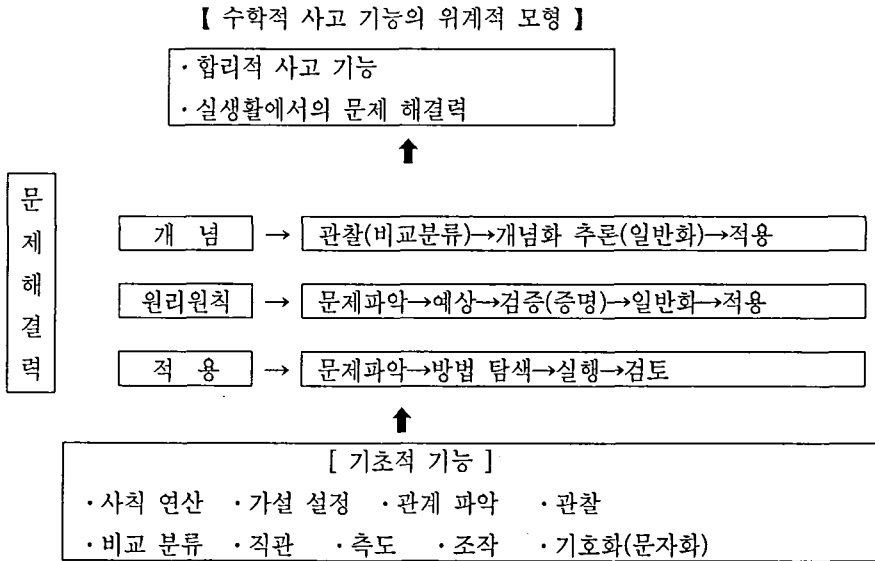 【 수학적 사고 기능의 위계적 모형 】
· 합리적 사고 기능
· 실생활에서의 문제 해결력
문제해결력
개 념 → 관찰(비교분류)→개념화 추론(일반화)→적용
원리원칙 → 문제파악→예상→검증(증명)→일반화→적용
적 용 → 문제파악→방법 탐색→실행→검토
[ 기초적 기능 ]
· 사칙 연산 · 가설 설정 · 관계 파악 · 관찰
· 비교 분류 · 직관 · 측도 · 조작 · 기호화(문자화)